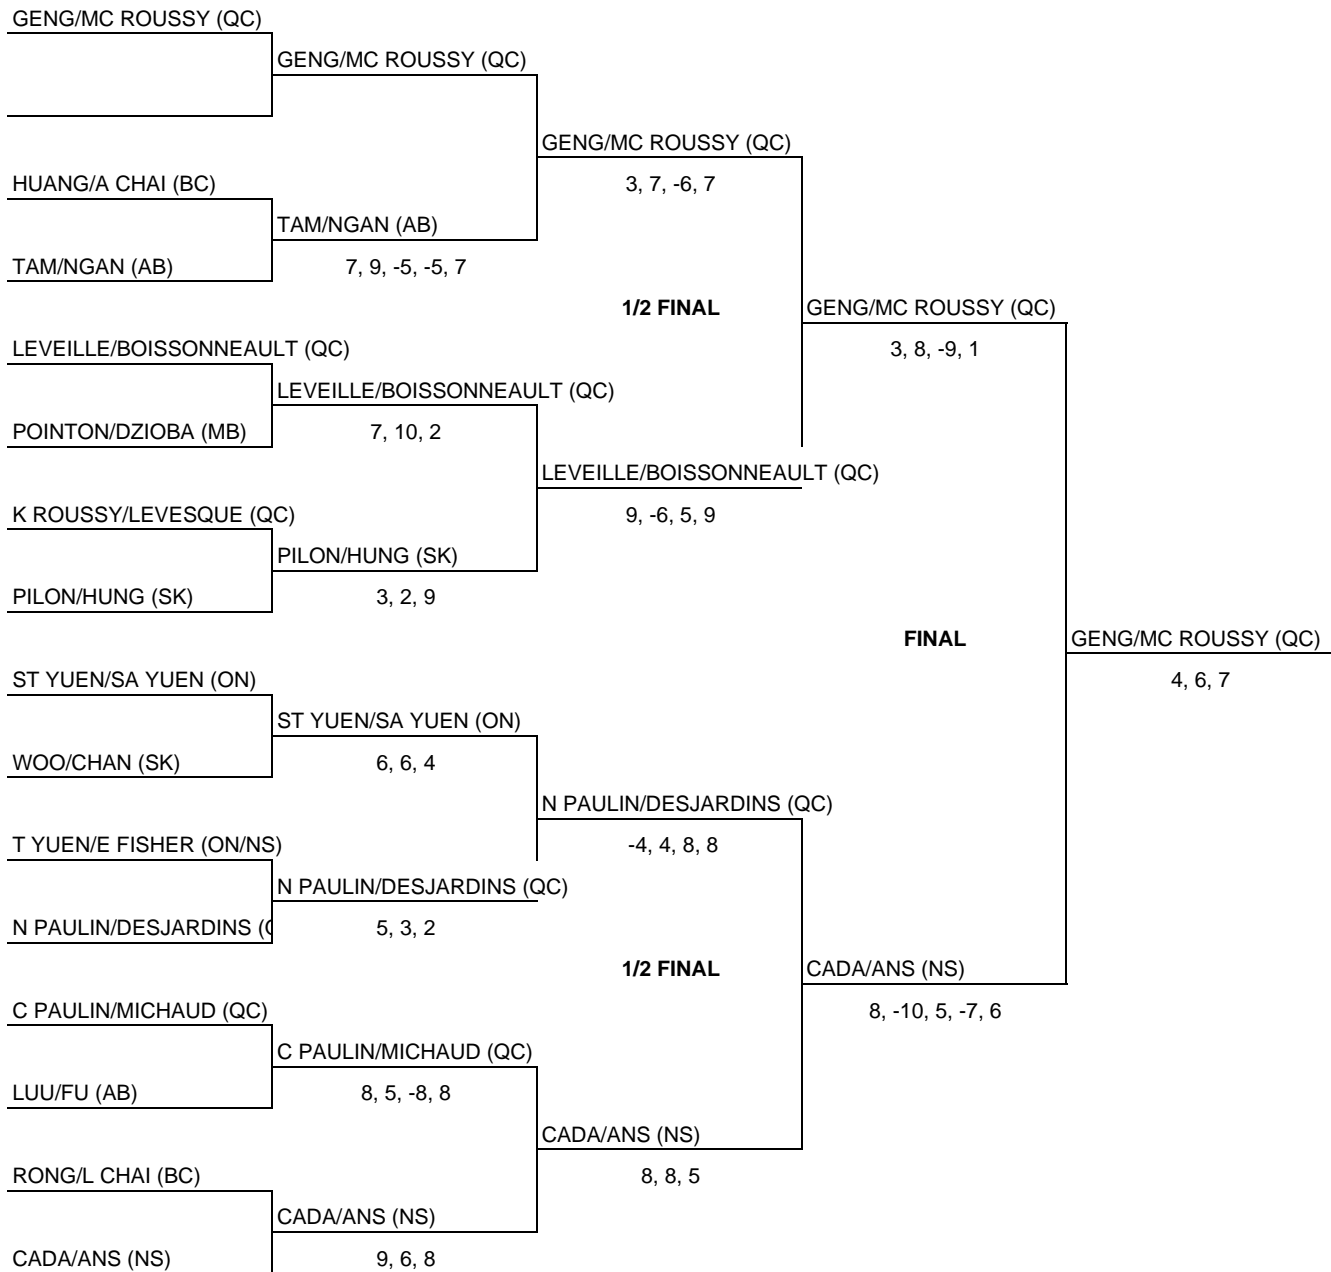 GENG/MC ROUSSY (QC)
GENG/MC ROUSSY (QC)
GENG/MC ROUSSY (QC)
HUANG/A CHAI (BC)
3, 7, -6, 7
TAM/NGAN (AB)
TAM/NGAN (AB)
7, 9, -5, -5, 7
1/2 FINAL
GENG/MC ROUSSY (QC)
LEVEILLE/BOISSONNEAULT (QC)
3, 8, -9, 1
LEVEILLE/BOISSONNEAULT (QC)
POINTON/DZIOBA (MB)
7, 10, 2
LEVEILLE/BOISSONNEAULT (QC)
K ROUSSY/LEVESQUE (QC)
9, -6, 5, 9
PILON/HUNG (SK)
PILON/HUNG (SK)
3, 2, 9
FINAL
GENG/MC ROUSSY (QC)
ST YUEN/SA YUEN (ON)
4, 6, 7
ST YUEN/SA YUEN (ON)
WOO/CHAN (SK)
6, 6, 4
N PAULIN/DESJARDINS (QC)
T YUEN/E FISHER (ON/NS)
-4, 4, 8, 8
N PAULIN/DESJARDINS (QC)
N PAULIN/DESJARDINS (
5, 3, 2
1/2 FINAL
CADA/ANS (NS)
C PAULIN/MICHAUD (QC)
8, -10, 5, -7, 6
C PAULIN/MICHAUD (QC)
LUU/FU (AB)
8, 5, -8, 8
CADA/ANS (NS)
RONG/L CHAI (BC)
8, 8, 5
CADA/ANS (NS)
CADA/ANS (NS)
9, 6, 8